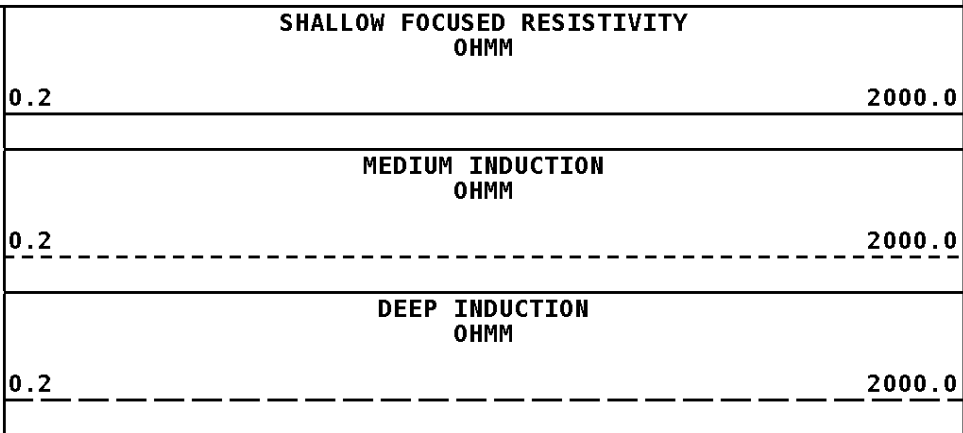 SHALLOW FOCUSED RESISTIVITY
OHMM
0.2 2000.0
MEDIUM INDUCTION
OHMM
0.2 2000.0
DEEP INDUCTION
OHMM
0.2 2000.0